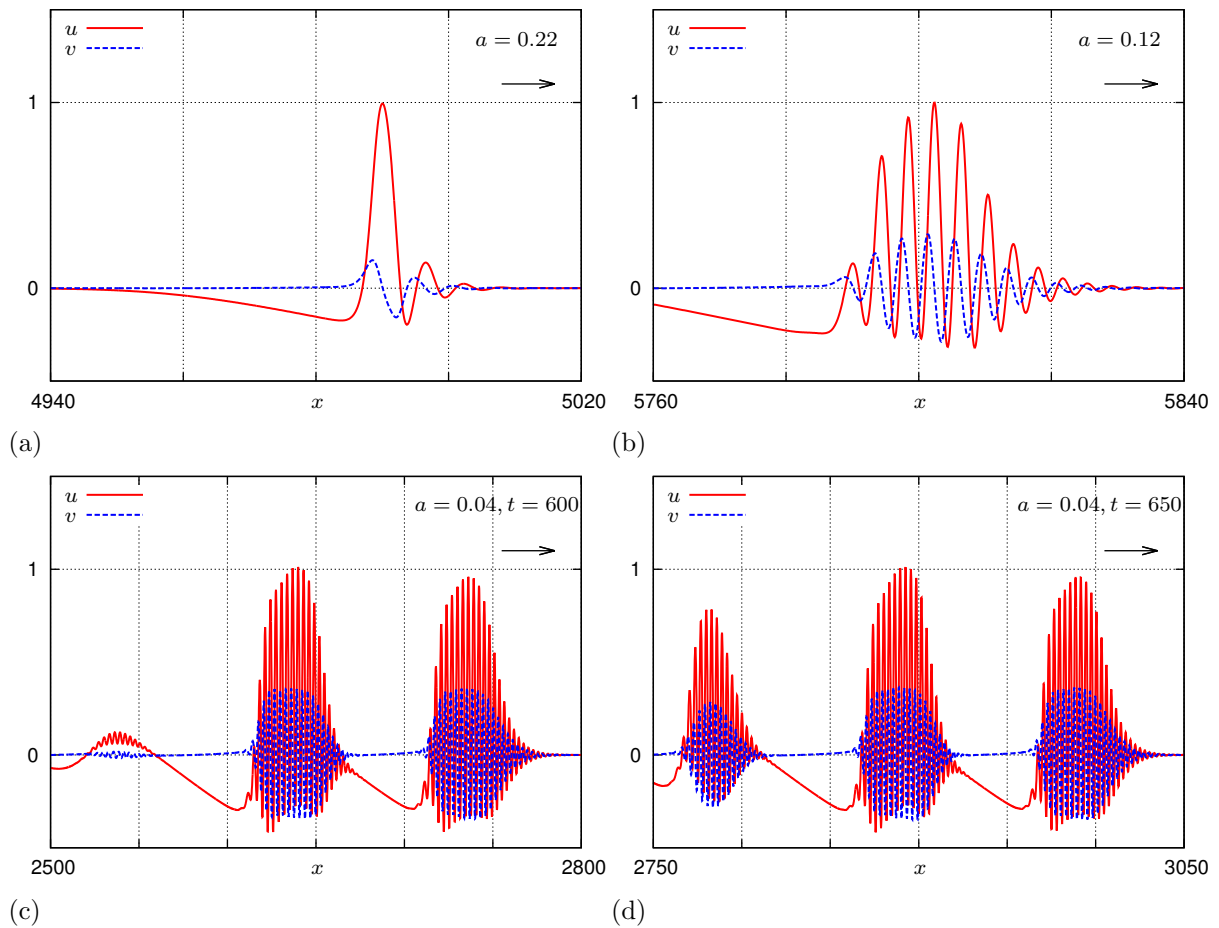 u
v
a = 0.22
1
0
4940
x
5020
(a)
u
v
a = 0.12
1
0
5760
x
5840
(b)
u
v
a = 0.04, t = 600
1
0
2500
x
2800
(c)
u
v
a = 0.04, t = 650
1
0
2750
x
3050
(d)